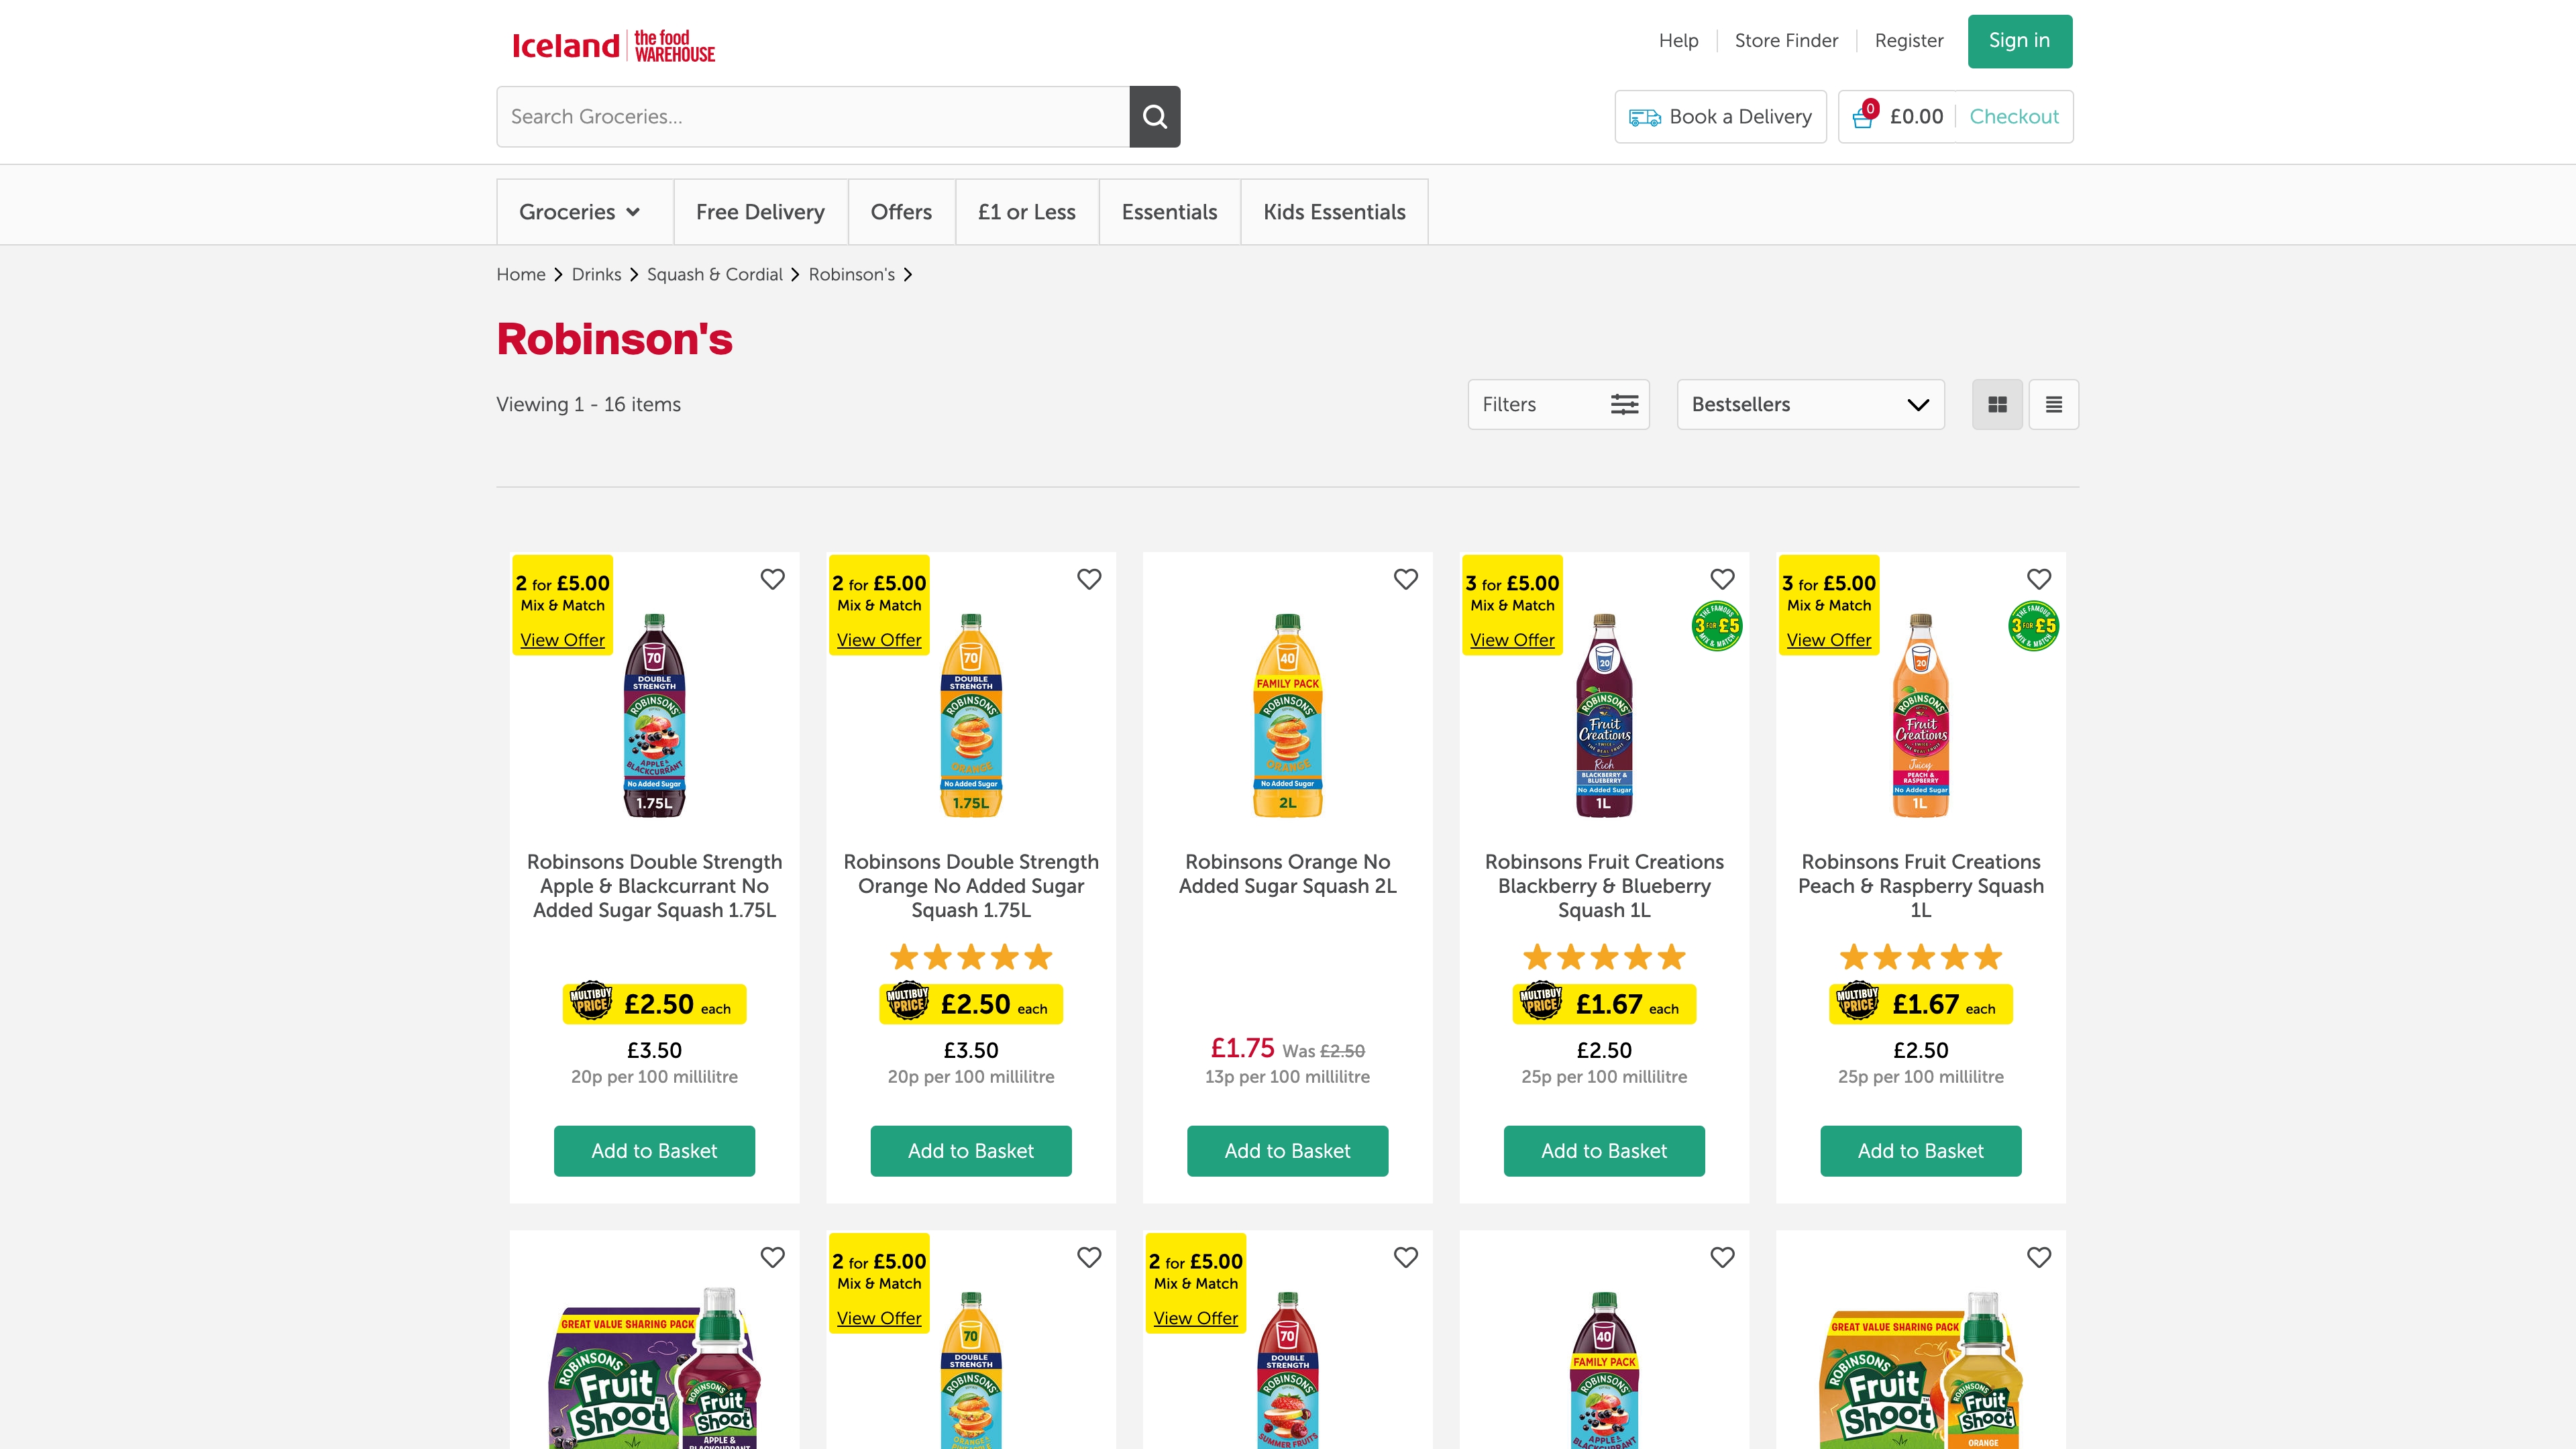 Iceland the food WAREHOUSE
Help Store Finder Register Sign in
Search Groceries...
Book a Delivery 0 £0.00 Checkout
Groceries Free Delivery Offers £1 or Less Essentials Kids Essentials
Home Drinks Squash & Cordial Robinson's
Robinson's
Viewing 1 - 16 items
Filters Bestsellers
2 for £5.00
Mix & Match
View Offer
70
DOUBLE STRENGTH
ROBINSONS
APPLE & BLACKCURRANT
No Added Sugar
1.75L
Robinsons Double Strength
Apple & Blackcurrant No
Added Sugar Squash 1.75L
MULTIBUY PRICE £2.50 each
£3.50
20p per 100 millilitre
Add to Basket
2 for £5.00
Mix & Match
View Offer
70
DOUBLE STRENGTH
ROBINSONS
ORANGE
No Added Sugar
1.75L
Robinsons Double Strength
Orange No Added Sugar
Squash 1.75L
MULTIBUY PRICE £2.50 each
£3.50
20p per 100 millilitre
Add to Basket
40
FAMILY PACK
ROBINSONS
ORANGE
No Added Sugar
2L
Robinsons Orange No
Added Sugar Squash 2L
£1.75 Was £2.50
13p per 100 millilitre
Add to Basket
3 for £5.00
Mix & Match
View Offer
THE FAMOUS
3 FOR £5
MIX & MATCH
20
ROBINSONS
Fruit
Creations
TWICE
THE REAL FRUIT
Rich
BLACKBERRY &
BLUEBERRY
No Added Sugar
1L
Robinsons Fruit Creations
Blackberry & Blueberry
Squash 1L
MULTIBUY PRICE £1.67 each
£2.50
25p per 100 millilitre
Add to Basket
3 for £5.00
Mix & Match
View Offer
THE FAMOUS
3 FOR £5
MIX & MATCH
20
ROBINSONS
Fruit
Creations
TWICE
THE REAL FRUIT
Juicy
PEACH &
RASPBERRY
No Added Sugar
1L
Robinsons Fruit Creations
Peach & Raspberry Squash
1L
MULTIBUY PRICE £1.67 each
£2.50
25p per 100 millilitre
Add to Basket
GREAT VALUE SHARING PACK
ROBINSONS
Fruit
Shoot
ROBINSONS
Fruit
Shoot
APPLE &
BLACKCURRANT
2 for £5.00
Mix & Match
View Offer
70
DOUBLE STRENGTH
ROBINSONS
ORANGE &
2 for £5.00
Mix & Match
View Offer
70
DOUBLE STRENGTH
ROBINSONS
SUMMER FRUITS
40
FAMILY PACK
ROBINSONS
APPLE &
BLACKCURRANT
GREAT VALUE SHARING PACK
ROBINSONS
Fruit
Shoot
ROBINSONS
Fruit
Shoot
ORANGE